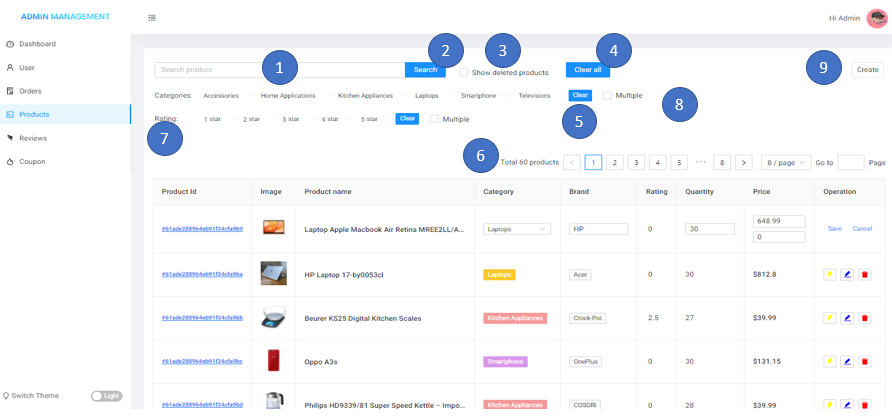 ADMIN MANAGEMENT
Hi Admin
Dashboard
User
Orders
Products
Reviews
Coupon
Switch Theme
Light
1
2
3
4
9
Search product
Search
Show deleted products
Clear all
Create
Categories: Accessories Home Applications Kitchen Appliances Laptops Smartphone Televisions Clear Multiple
8
5
Rating: 1 star 2 star 3 star 4 star 5 star Clear Multiple
7
6
Total 60 products < 1 2 3 4 5 ••• 8 > 8 / page Go to Page
Product Id Image Product name Category Brand Rating Quantity Price Operation
#61ade288964eb91f34cfa9b9 Laptop Apple Macbook Air Retina MREE2LL/A... Laptops HP 0 30 648.99 Save Cancel
0
#61ade288964eb91f34cfa9ba HP Laptop 17-by0053cl Laptops Acer 0 30 $812.8
#61ade288964eb91f34cfa9bb Beurer KS25 Digital Kitchen Scales Kitchen Appliances Crock-Pot 2.5 27 $39.99
#61ade288964eb91f34cfa9bc Oppo A3s Smartphone OnePlus 0 30 $131.15
#61ade288964eb91f34cfa9bd Philips HD9339/81 Super Speed Kettle – Impo... Kitchen Appliances COSORI 0 28 $39.99